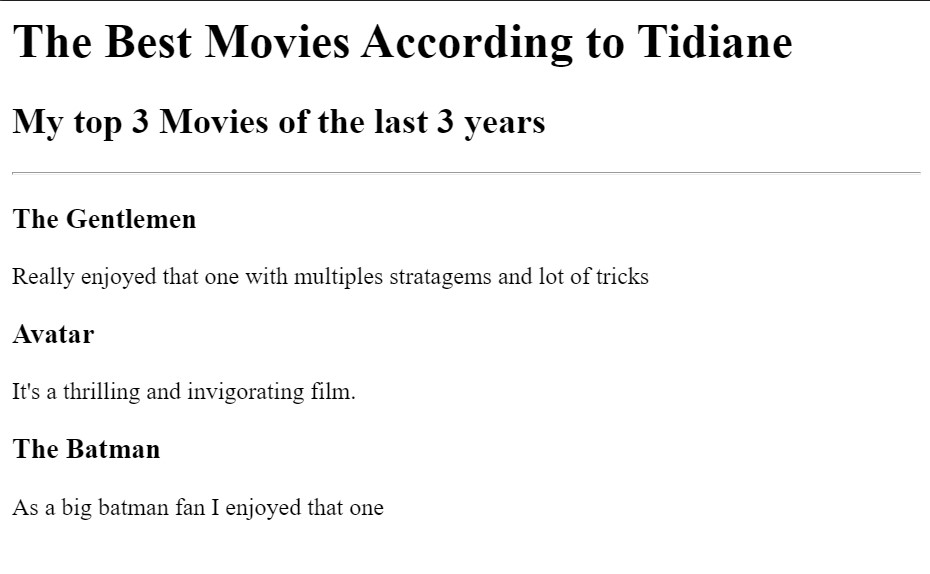 The Best Movies According to Tidiane
My top 3 Movies of the last 3 years
The Gentlemen
Really enjoyed that one with multiples stratagems and lot of tricks
Avatar
It's a thrilling and invigorating film.
The Batman
As a big batman fan I enjoyed that one